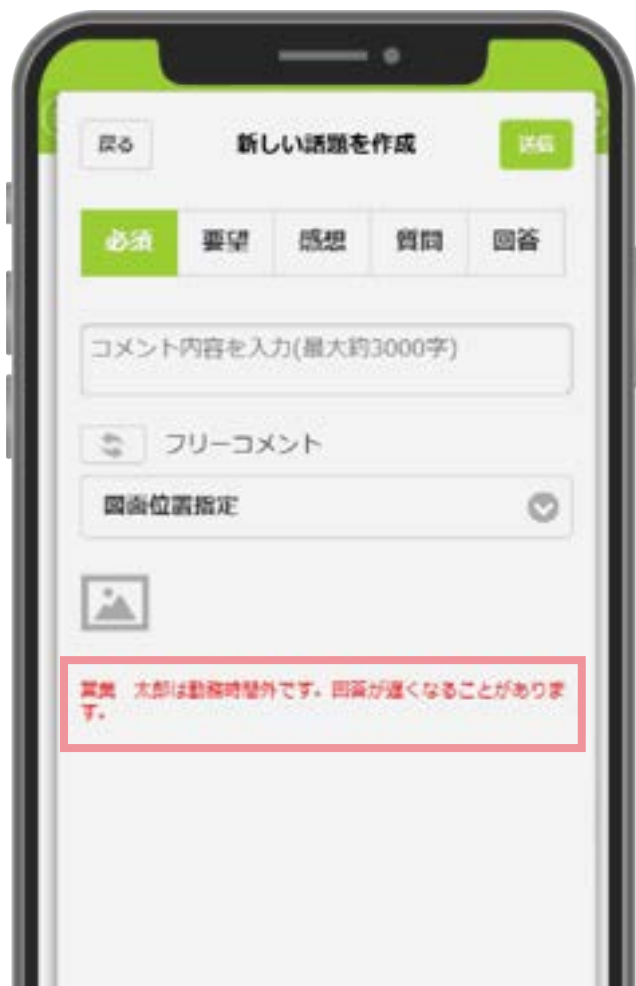 戻る
新しい話題を作成
送信
必須
要望
感想
質問
回答
コメント内容を入力(最大約3000字)
フリーコメント
図面位置指定
営業　太郎は勤務時間外です。回答が遅くなることがありま
す。